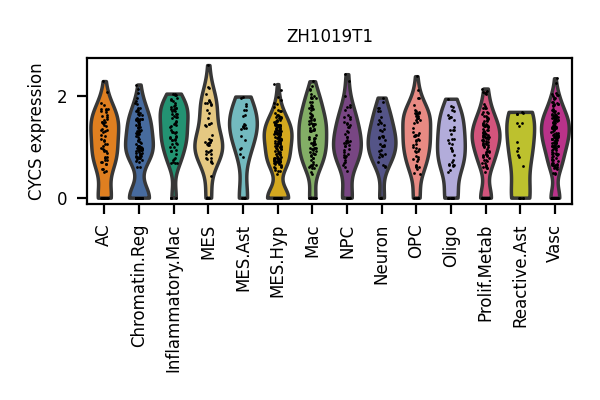 ZH1019T1
CYCS expression
2
0
AC
Chromatin.Reg
Inflammatory.Mac
MES
MES.Ast
MES.Hyp
Mac
NPC
Neuron
OPC
Oligo
Prolif.Metab
Reactive.Ast
Vasc